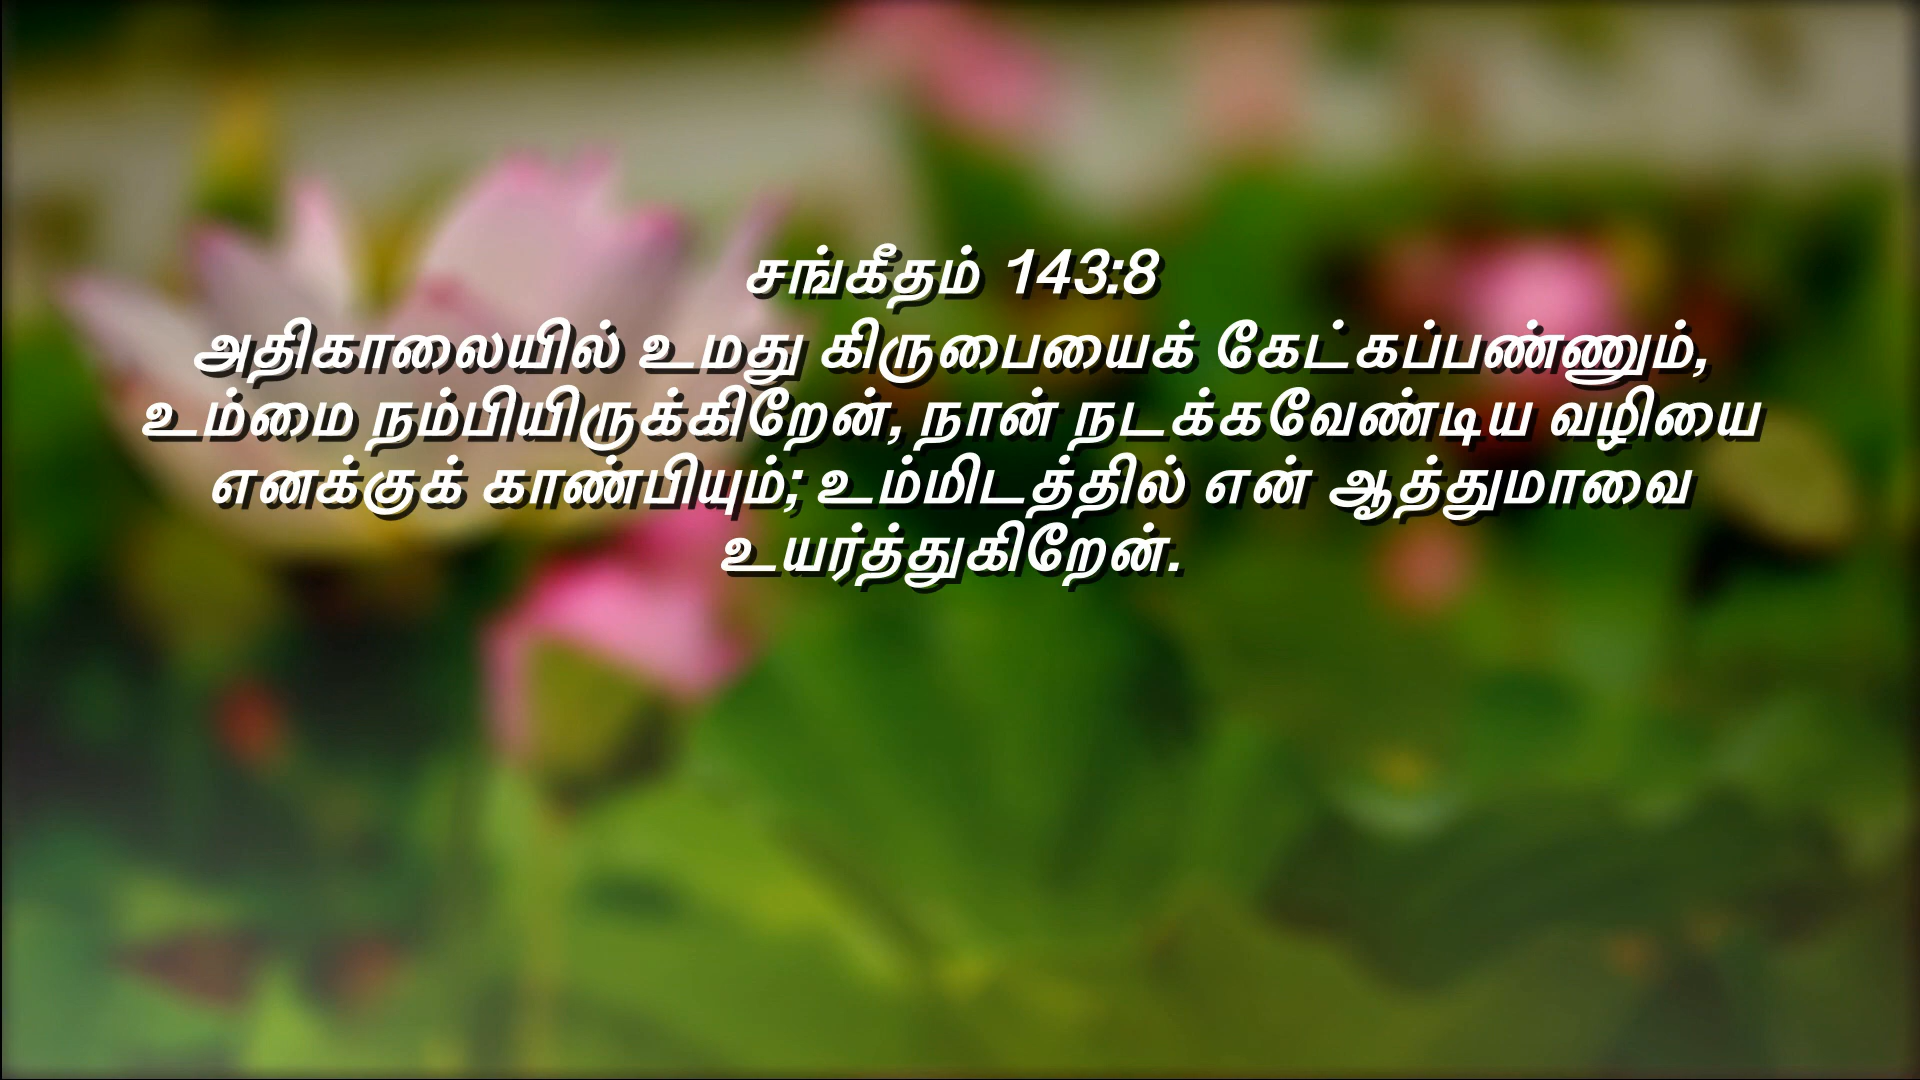 சங்கீதம் 143:8
அதிகாலையில் உமது கிருபையைக் கேட்கப்பண்ணும்,
உம்மை நம்பியிருக்கிறேன், நான் நடக்கவேண்டிய வழியை
எனக்குக் காண்பியும்; உம்மிடத்தில் என் ஆத்துமாவை
உயர்த்துகிறேன்.